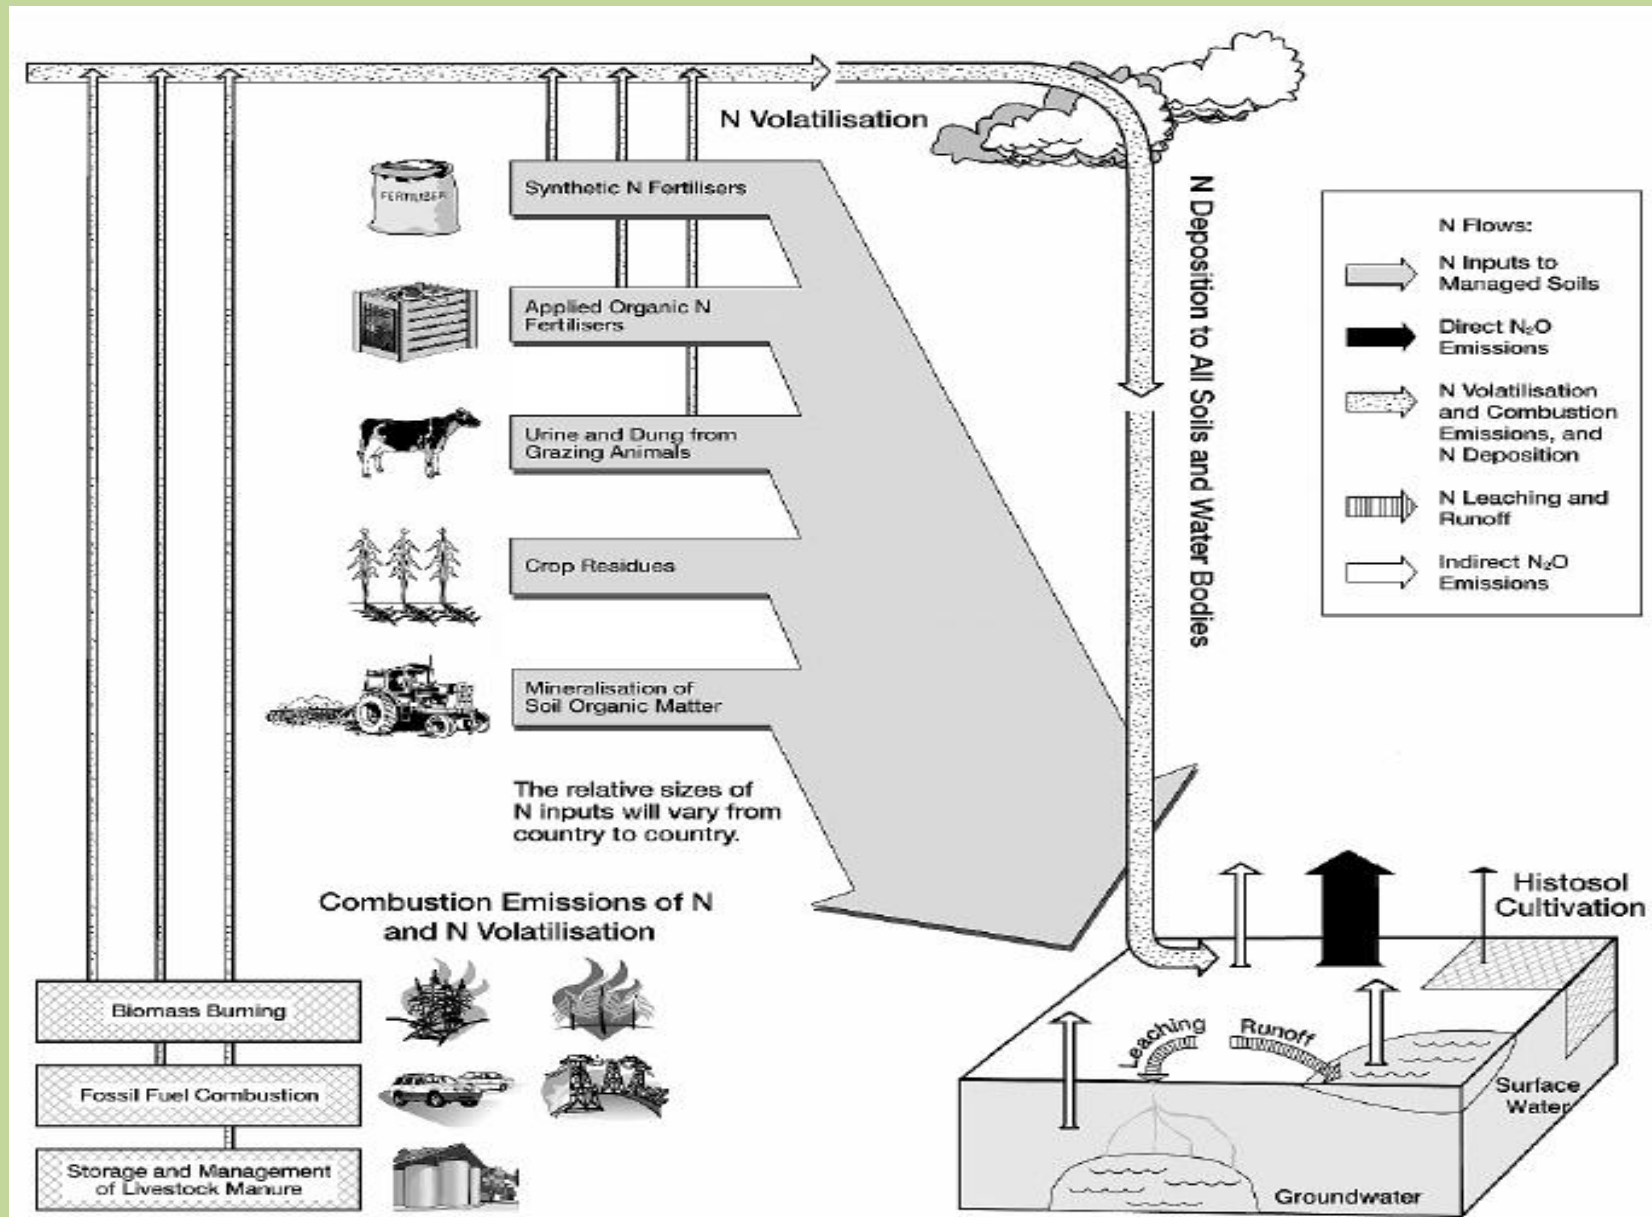 N Volatilisation
FERTILISER
Synthetic N Fertilisers
Applied Organic N
Fertilisers
Urine and Dung from
Grazing Animals
Crop Residues
Mineralisation of
Soil Organic Matter
The relative sizes of
N inputs will vary from
country to country.
N Deposition to All Soils and Water Bodies
N Flows:
N Inputs to
Managed Soils
Direct N₂O
Emissions
N Volatilisation
and Combustion
Emissions, and
N Deposition
N Leaching and
Runoff
Indirect N₂O
Emissions
Combustion Emissions of N
and N Volatilisation
Biomass Burning
Fossil Fuel Combustion
Storage and Management
of Livestock Manure
Histosol
Cultivation
Leaching
Runoff
Surface
Water
Groundwater